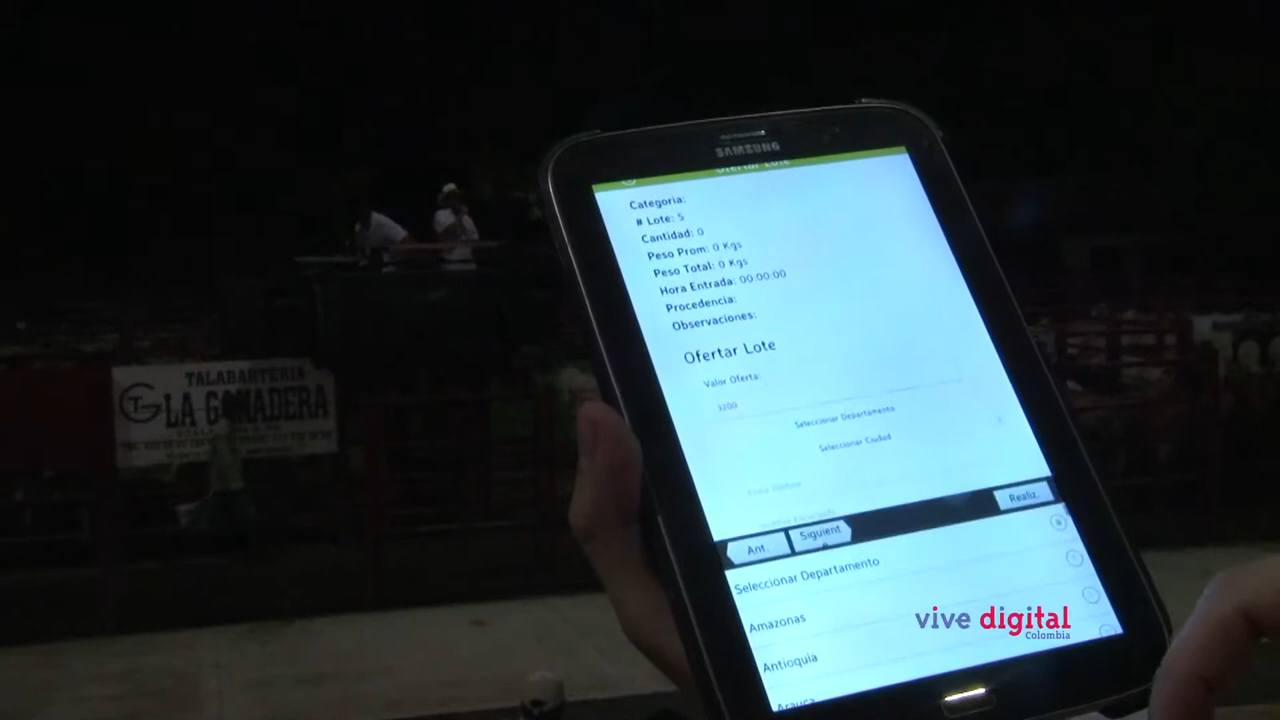 SAMSUNG
Ofertar Lote
Categoria:
# Lote: 5
Cantidad: 0
Peso Prom: 0 Kgs
Peso Total: 0 Kgs
Hora Entrada: 00:00:00
Procedencia:
Observaciones:
Ofertar Lote
Valor Oferta:
3200
Seleccionar Departamento
Seleccionar Ciudad
Ant.
Siguient
Realiz.
Seleccionar Departamento
Amazonas
Antioquia
Arauca
TALABARTERIA
TG LA GANADERA
vive digital
Colombia